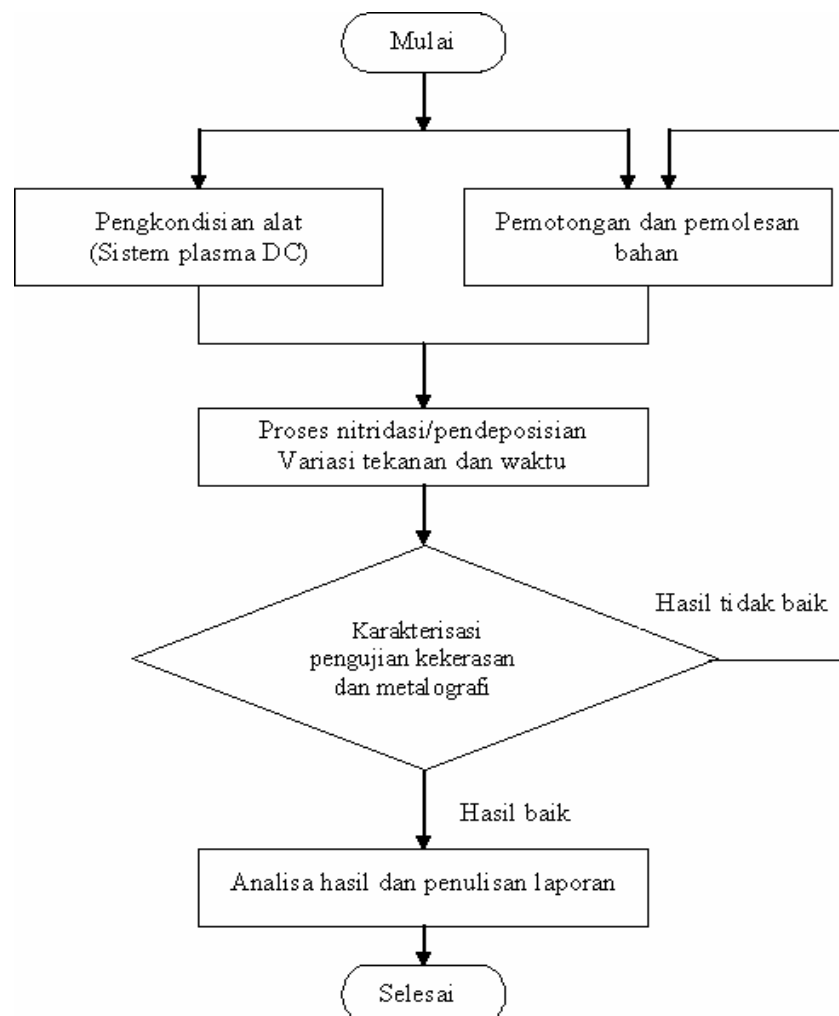 Mulai
Pengkondisian alat
(Sistem plasma DC)
Pemotongan dan pemolesan
bahan
Proses nitridasi/pendeposisian
Variasi tekanan dan waktu
Karakterisasi
pengujian kekerasan
dan metalografi
Hasil tidak baik
Hasil baik
Analisa hasil dan penulisan laporan
Selesai